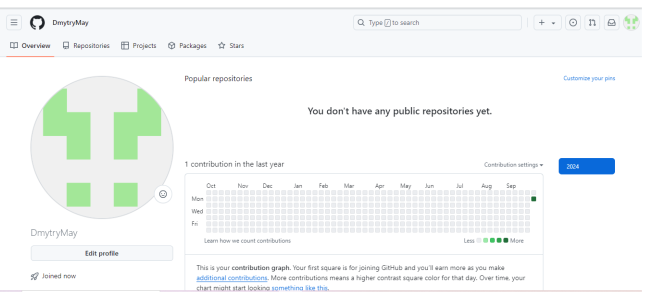 DmytryMay
Type / to search
Overview Repositories Projects Packages Stars
Popular repositories Customize your pins
You don't have any public repositories yet.
1 contribution in the last year Contribution settings 2024
Oct Nov Dec Jan Feb Mar Apr May Jun Jul Aug Sep
Mon
Wed
Fri
Learn how we count contributions Less More
DmytryMay
Edit profile
Joined now
This is your contribution graph. Your first square is for joining GitHub and you'll earn more as you make
additional contributions. More contributions means a higher contrast square color for that day. Over time, your
chart might start looking something like this.